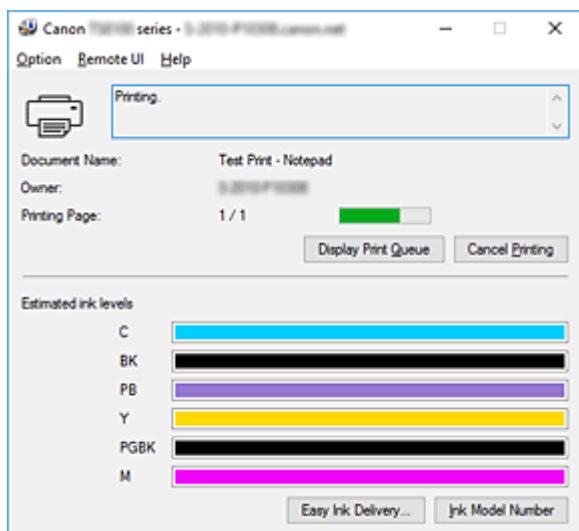 Canon series -
Option Remote UI Help
Printing.
Document Name: Test Print - Notepad
Owner:
Printing Page: 1 / 1
Display Print Queue Cancel Printing
Estimated ink levels
C
BK
PB
Y
PGBK
M
Easy Ink Delivery... Ink Model Number